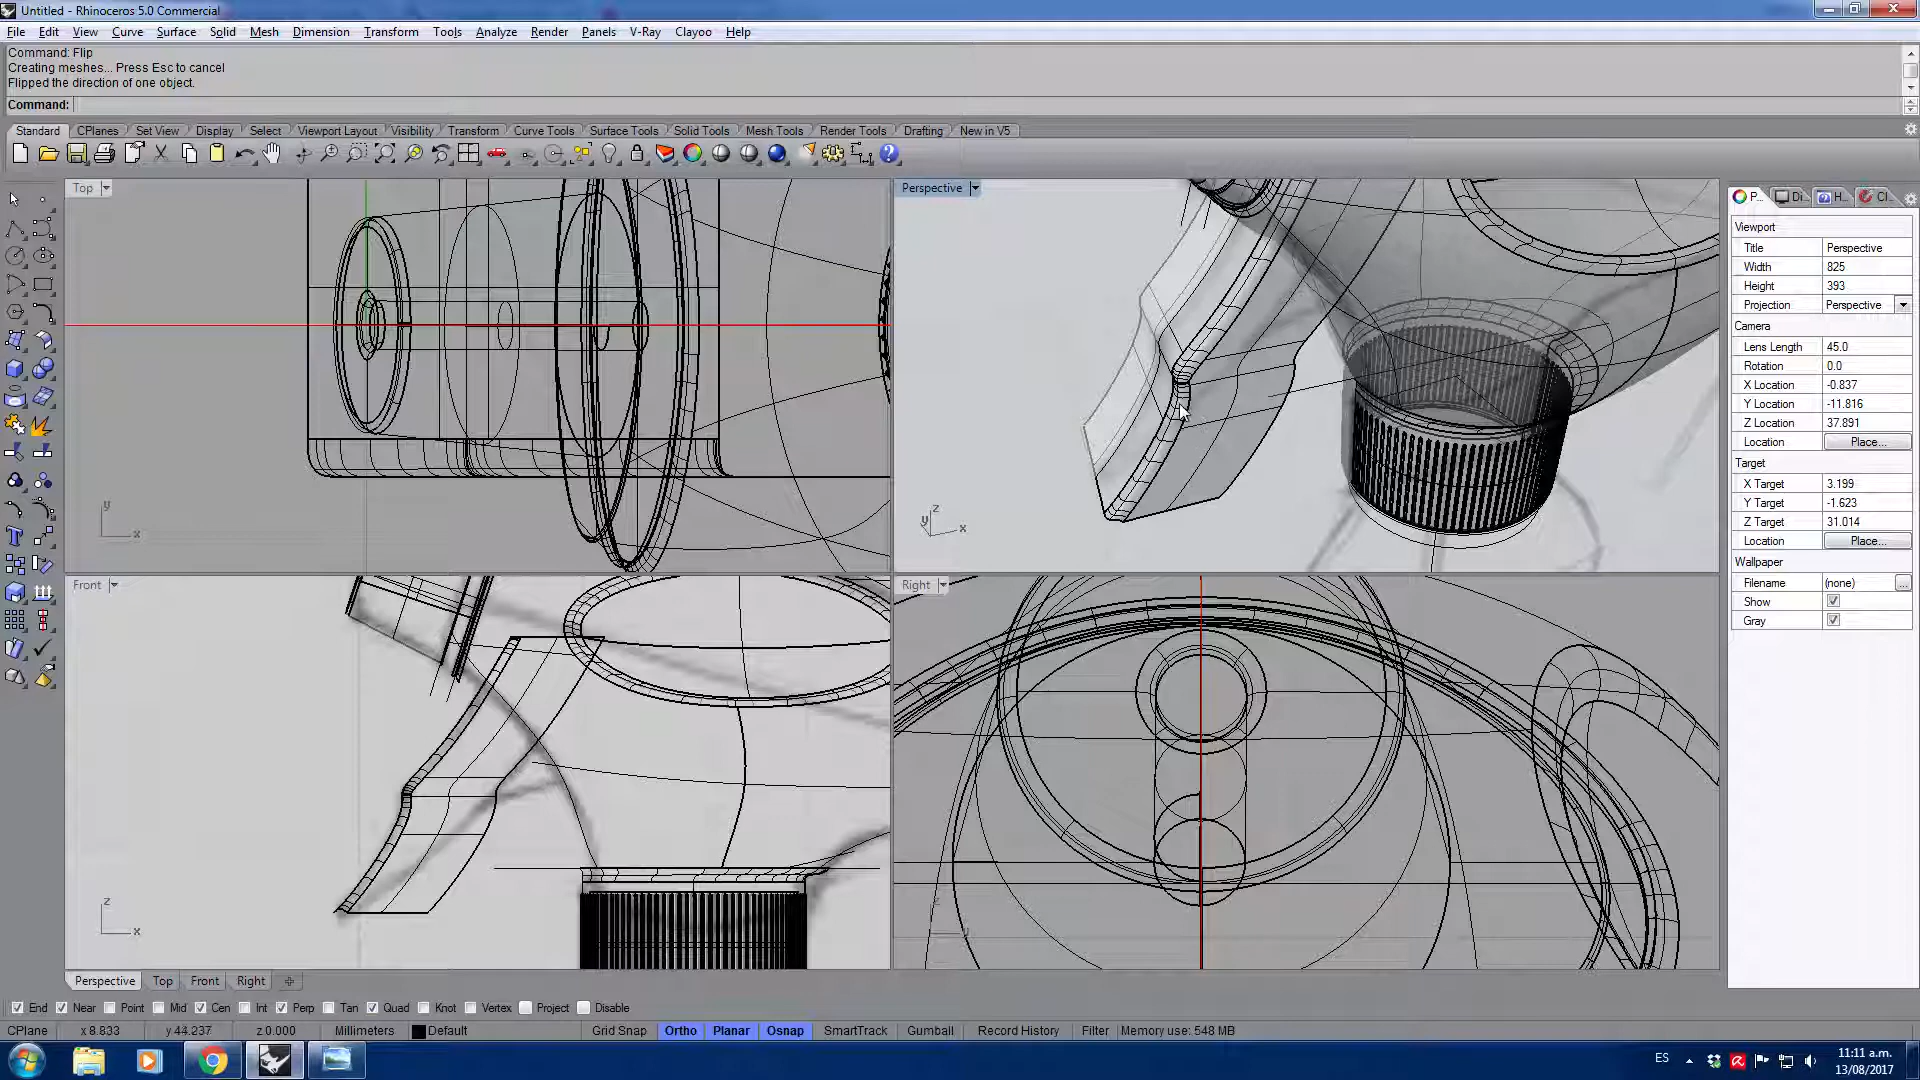 Untitled - Rhinoceros 5.0 Commercial
File Edit View Curve Surface Solid Mesh Dimension Transform Tools Analyze Render Panels V-Ray Clayoo Help
Command: Flip
Creating meshes... Press Esc to cancel
Flipped the direction of one object.
Command:
Standard CPlanes Set View Display Select Viewport Layout Visibility Transform Curve Tools Surface Tools Solid Tools Mesh Tools Render Tools Drafting New in V5
Top
Perspective
P... Di H... Cl
Viewport
Title Perspective
Width 825
Height 393
Projection Perspective
Camera
Lens Length 45.0
Rotation 0.0
X Location -0.837
Y Location -11.816
Z Location 37.891
Location Place...
Target
X Target 3.199
Y Target -1.623
Z Target 31.014
Location Place...
Wallpaper
Filename (none) ...
Show
Gray
y
x
z
y
x
Front
Right
z
x
z
y
Perspective Top Front Right
End Near Point Mid Cen Int Perp Tan Quad Knot Vertex Project Disable
CPlane x 8.833 y 44.237 z 0.000 Millimeters Default Grid Snap Ortho Planar Osnap SmartTrack Gumball Record History Filter Memory use: 548 MB
ES
11:11 a.m.
13/08/2017